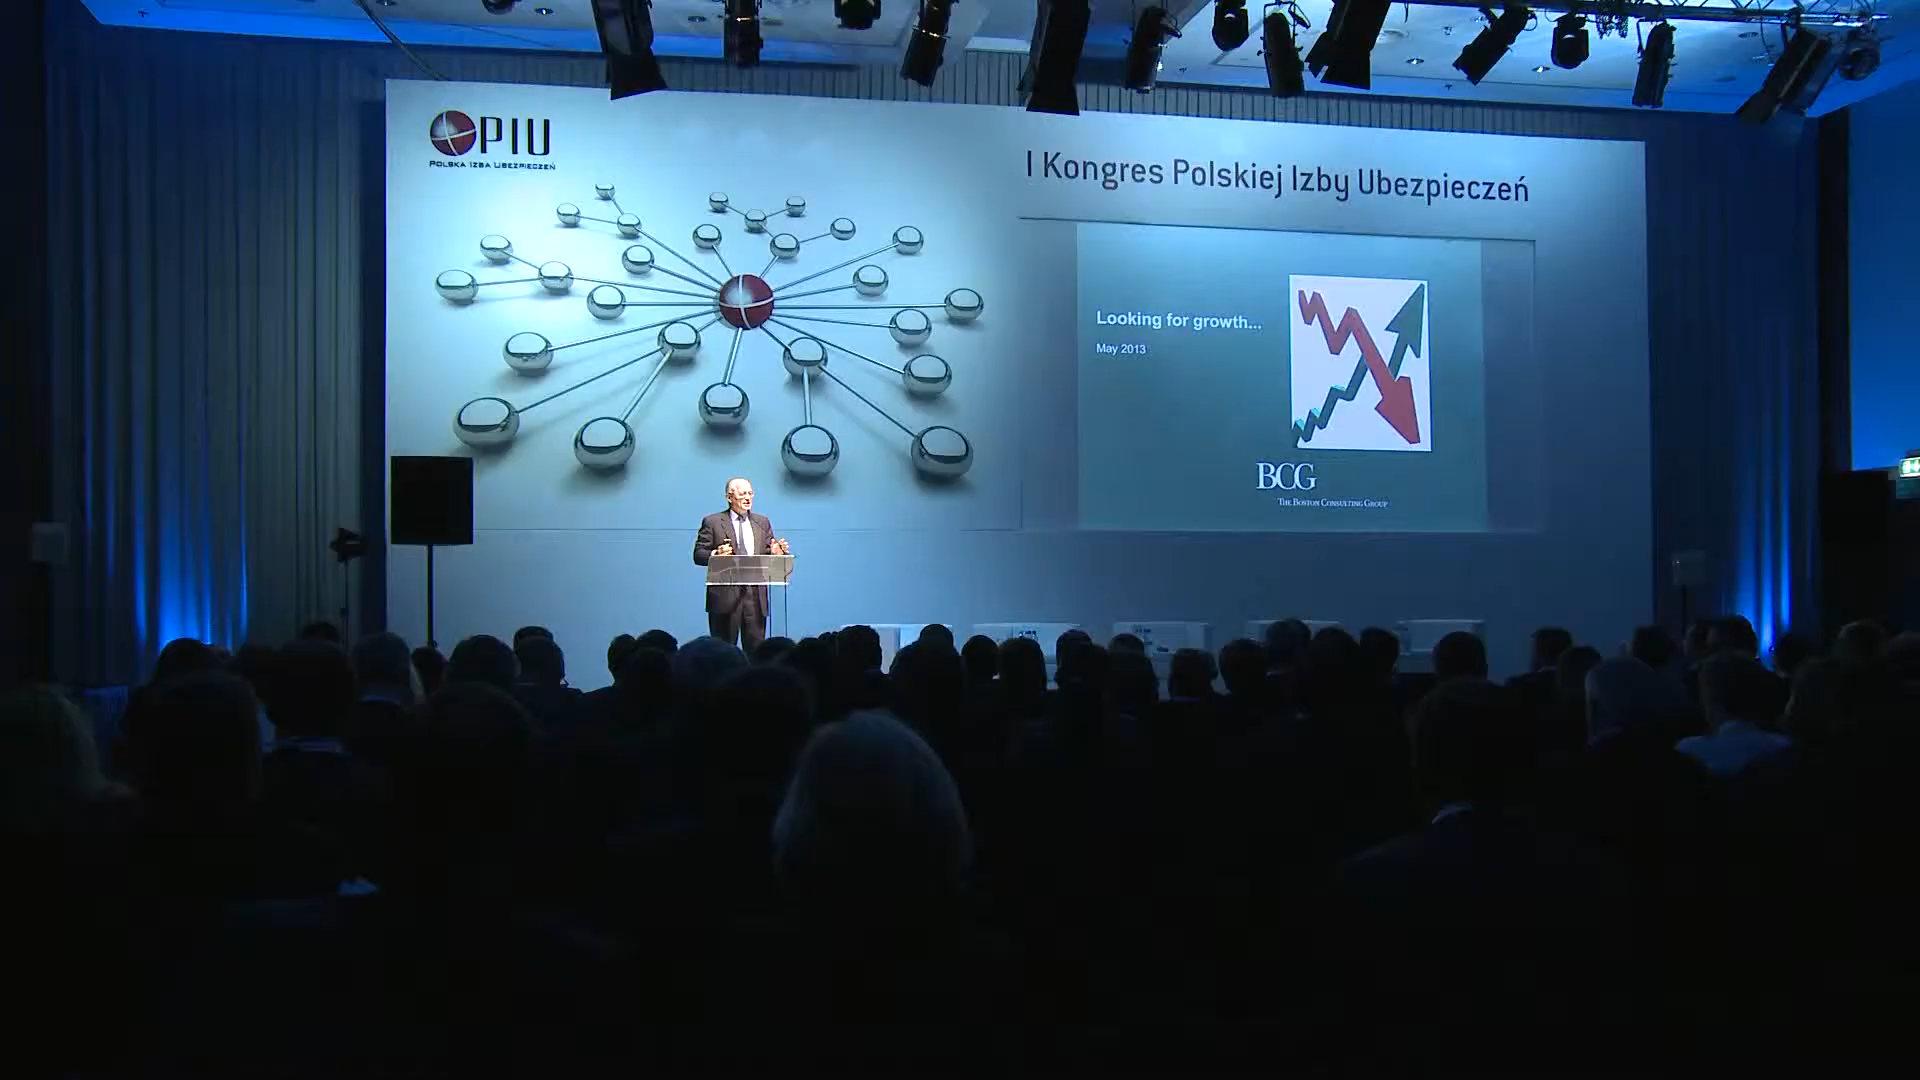 PIU
POLSKA IZBA UBEZPIECZEŃ
I Kongres Polskiej Izby Ubezpieczeń
Looking for growth...
May 2013
BCG
THE BOSTON CONSULTING GROUP